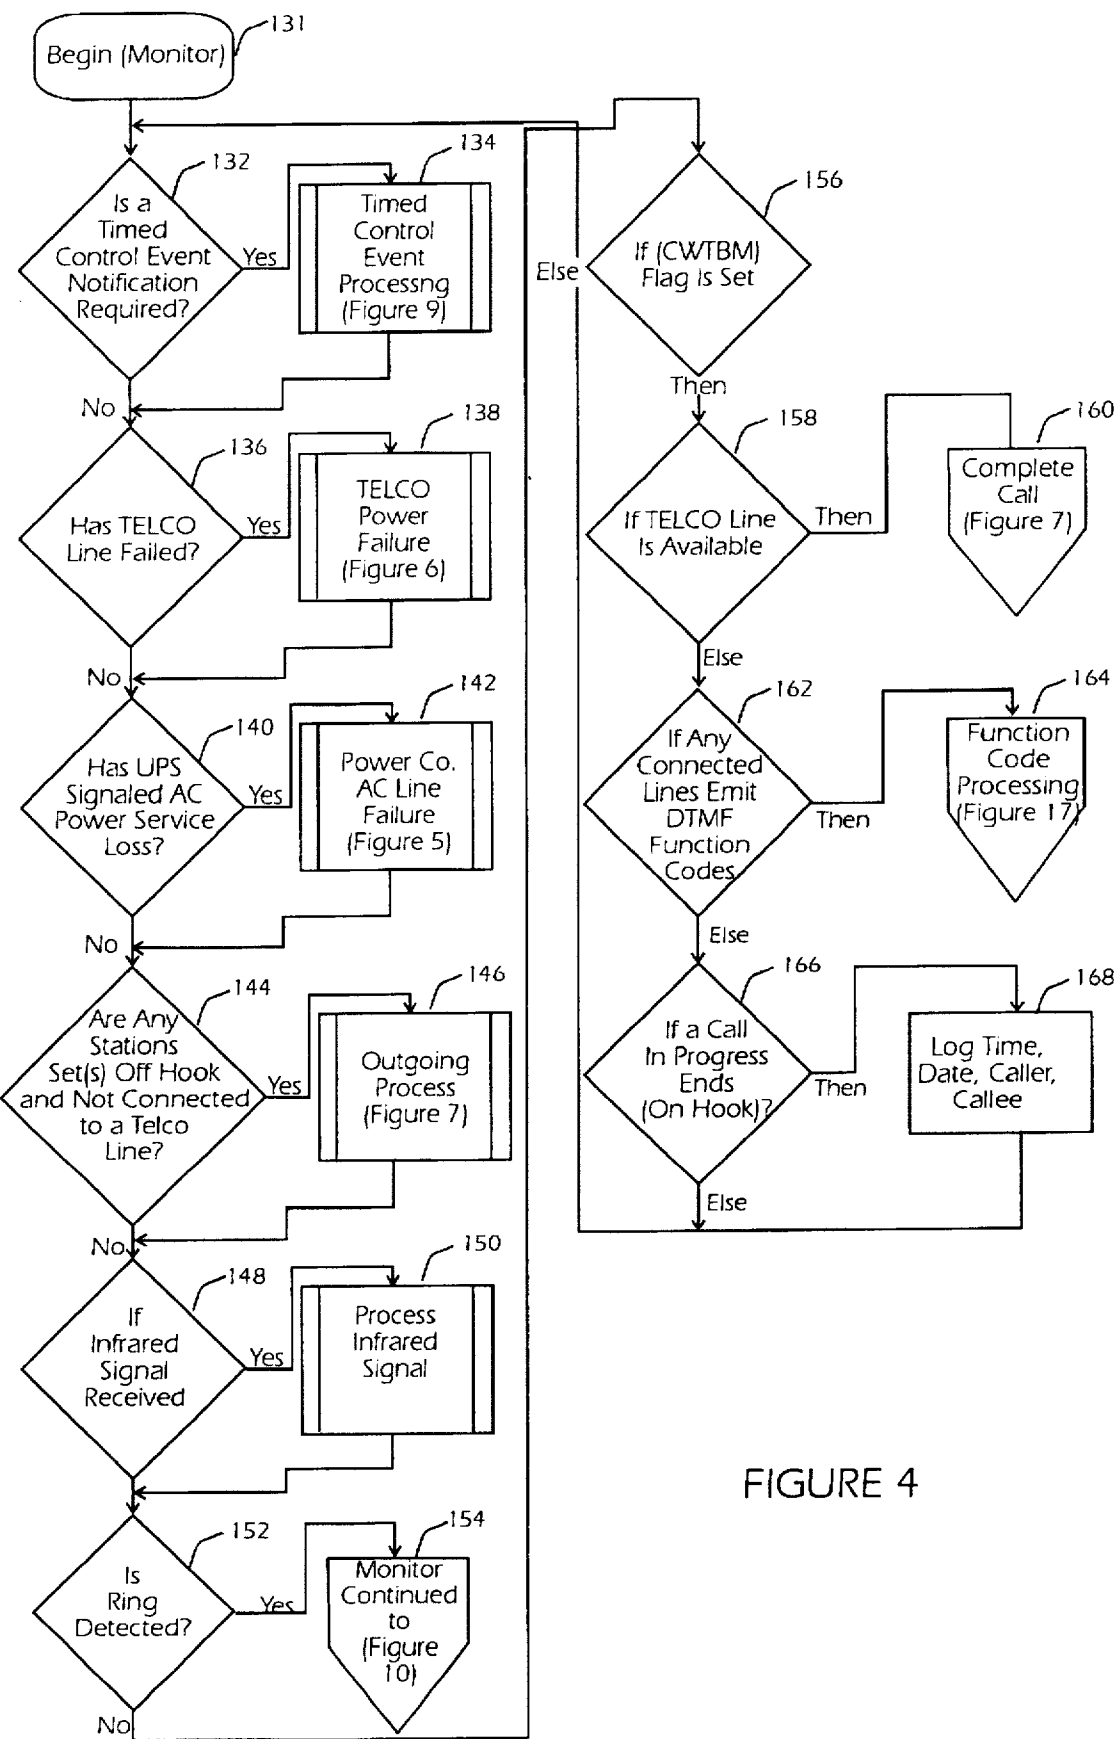 Begin (Monitor)
131
Is a
Timed
Control Event
Notification
Required?
132
Yes
Timed
Control
Event
Processng
(Figure 9)
134
No
Has TELCO
Line Failed?
136
Yes
TELCO
Power
Failure
(Figure 6)
138
No
Has UPS
Signaled AC
Power Service
Loss?
140
Yes
Power Co.
AC Line
Failure
(Figure 5)
142
No
Are Any
Stations
Set(s) Off Hook
and Not Connected
to a Telco
Line?
144
Yes
Outgoing
Process
(Figure 7)
146
No
If
Infrared
Signal
Received
148
Yes
Process
Infrared
Signal
150
Is
Ring
Detected?
152
Yes
Monitor
Continued
to
(Figure
10)
154
No
If (CWTBM)
Flag Is Set
156
Else
Then
If TELCO Line
Is Available
158
Then
Complete
Call
(Figure 7)
160
Else
If Any
Connected
Lines Emit
DTMF
Function
Codes
162
Then
Function
Code
Processing
(Figure 17)
164
Else
If a Call
In Progress
Ends
(On Hook)?
166
Then
Log Time,
Date, Caller,
Callee
168
Else
FIGURE 4